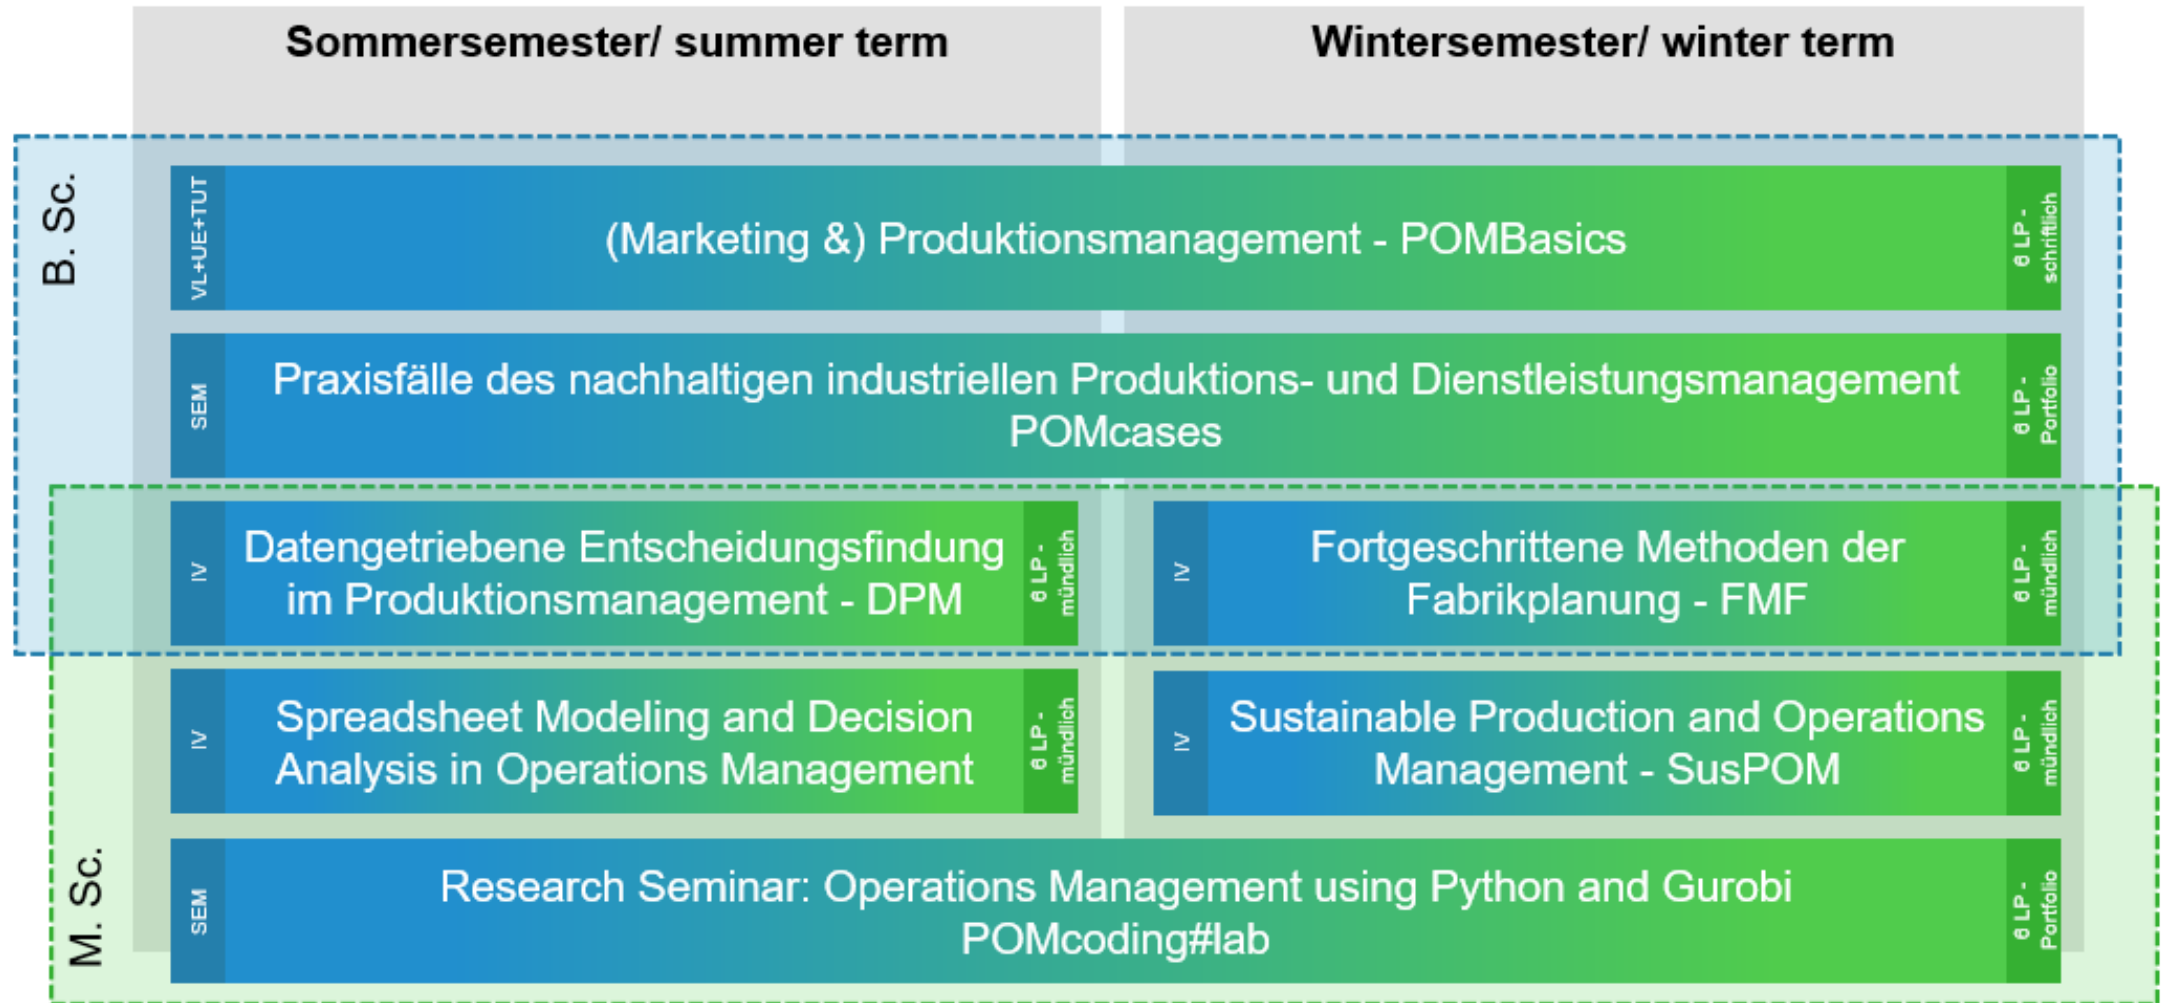 Sommersemester/ summer term
Wintersemester/ winter term
B. Sc.
VL+UE+TUT
(Marketing &) Produktionsmanagement - POMBasics
6 LP -
schriftlich
SEM
Praxisfälle des nachhaltigen industriellen Produktions- und Dienstleistungsmanagement
POMcases
6 LP -
Portfolio
IV
Datengetriebene Entscheidungsfindung
im Produktionsmanagement - DPM
6 LP -
mündlich
IV
Fortgeschrittene Methoden der
Fabrikplanung - FMF
6 LP -
mündlich
M. Sc.
IV
Spreadsheet Modeling and Decision
Analysis in Operations Management
6 LP -
mündlich
IV
Sustainable Production and Operations
Management - SusPOM
6 LP -
mündlich
SEM
Research Seminar: Operations Management using Python and Gurobi
POMcoding#lab
6 LP -
Portfolio